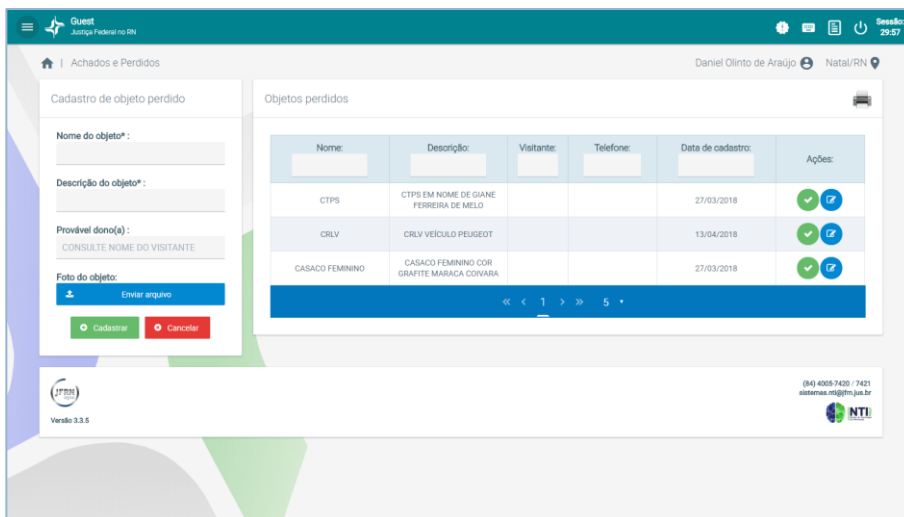 Guest
Justiça Federal no RN
Sessão:
29:57
| Achados e Perdidos
Daniel Olinto de Araújo
Natal/RN
Cadastro de objeto perdido
Nome do objeto* :
Descrição do objeto* :
Provável dono(a) :
CONSULTE NOME DO VISITANTE
Foto do objeto:
Enviar arquivo
Cadastrar
Cancelar
Objetos perdidos
Nome: Descrição: Visitante: Telefone: Data de cadastro: Ações:
CTPS CTPS EM NOME DE GIANE FERREIRA DE MELO 27/03/2018
CRLV CRLV VEÍCULO PEUGEOT 13/04/2018
CASACO FEMININO CASACO FEMININO COR GRAFITE MARACA COIVARA 27/03/2018
« < 1 > » 5
JFRN
Versão 3.3.5
(84) 4005-7420 / 7421
sistemas.nti@jfrn.jus.br
NTI